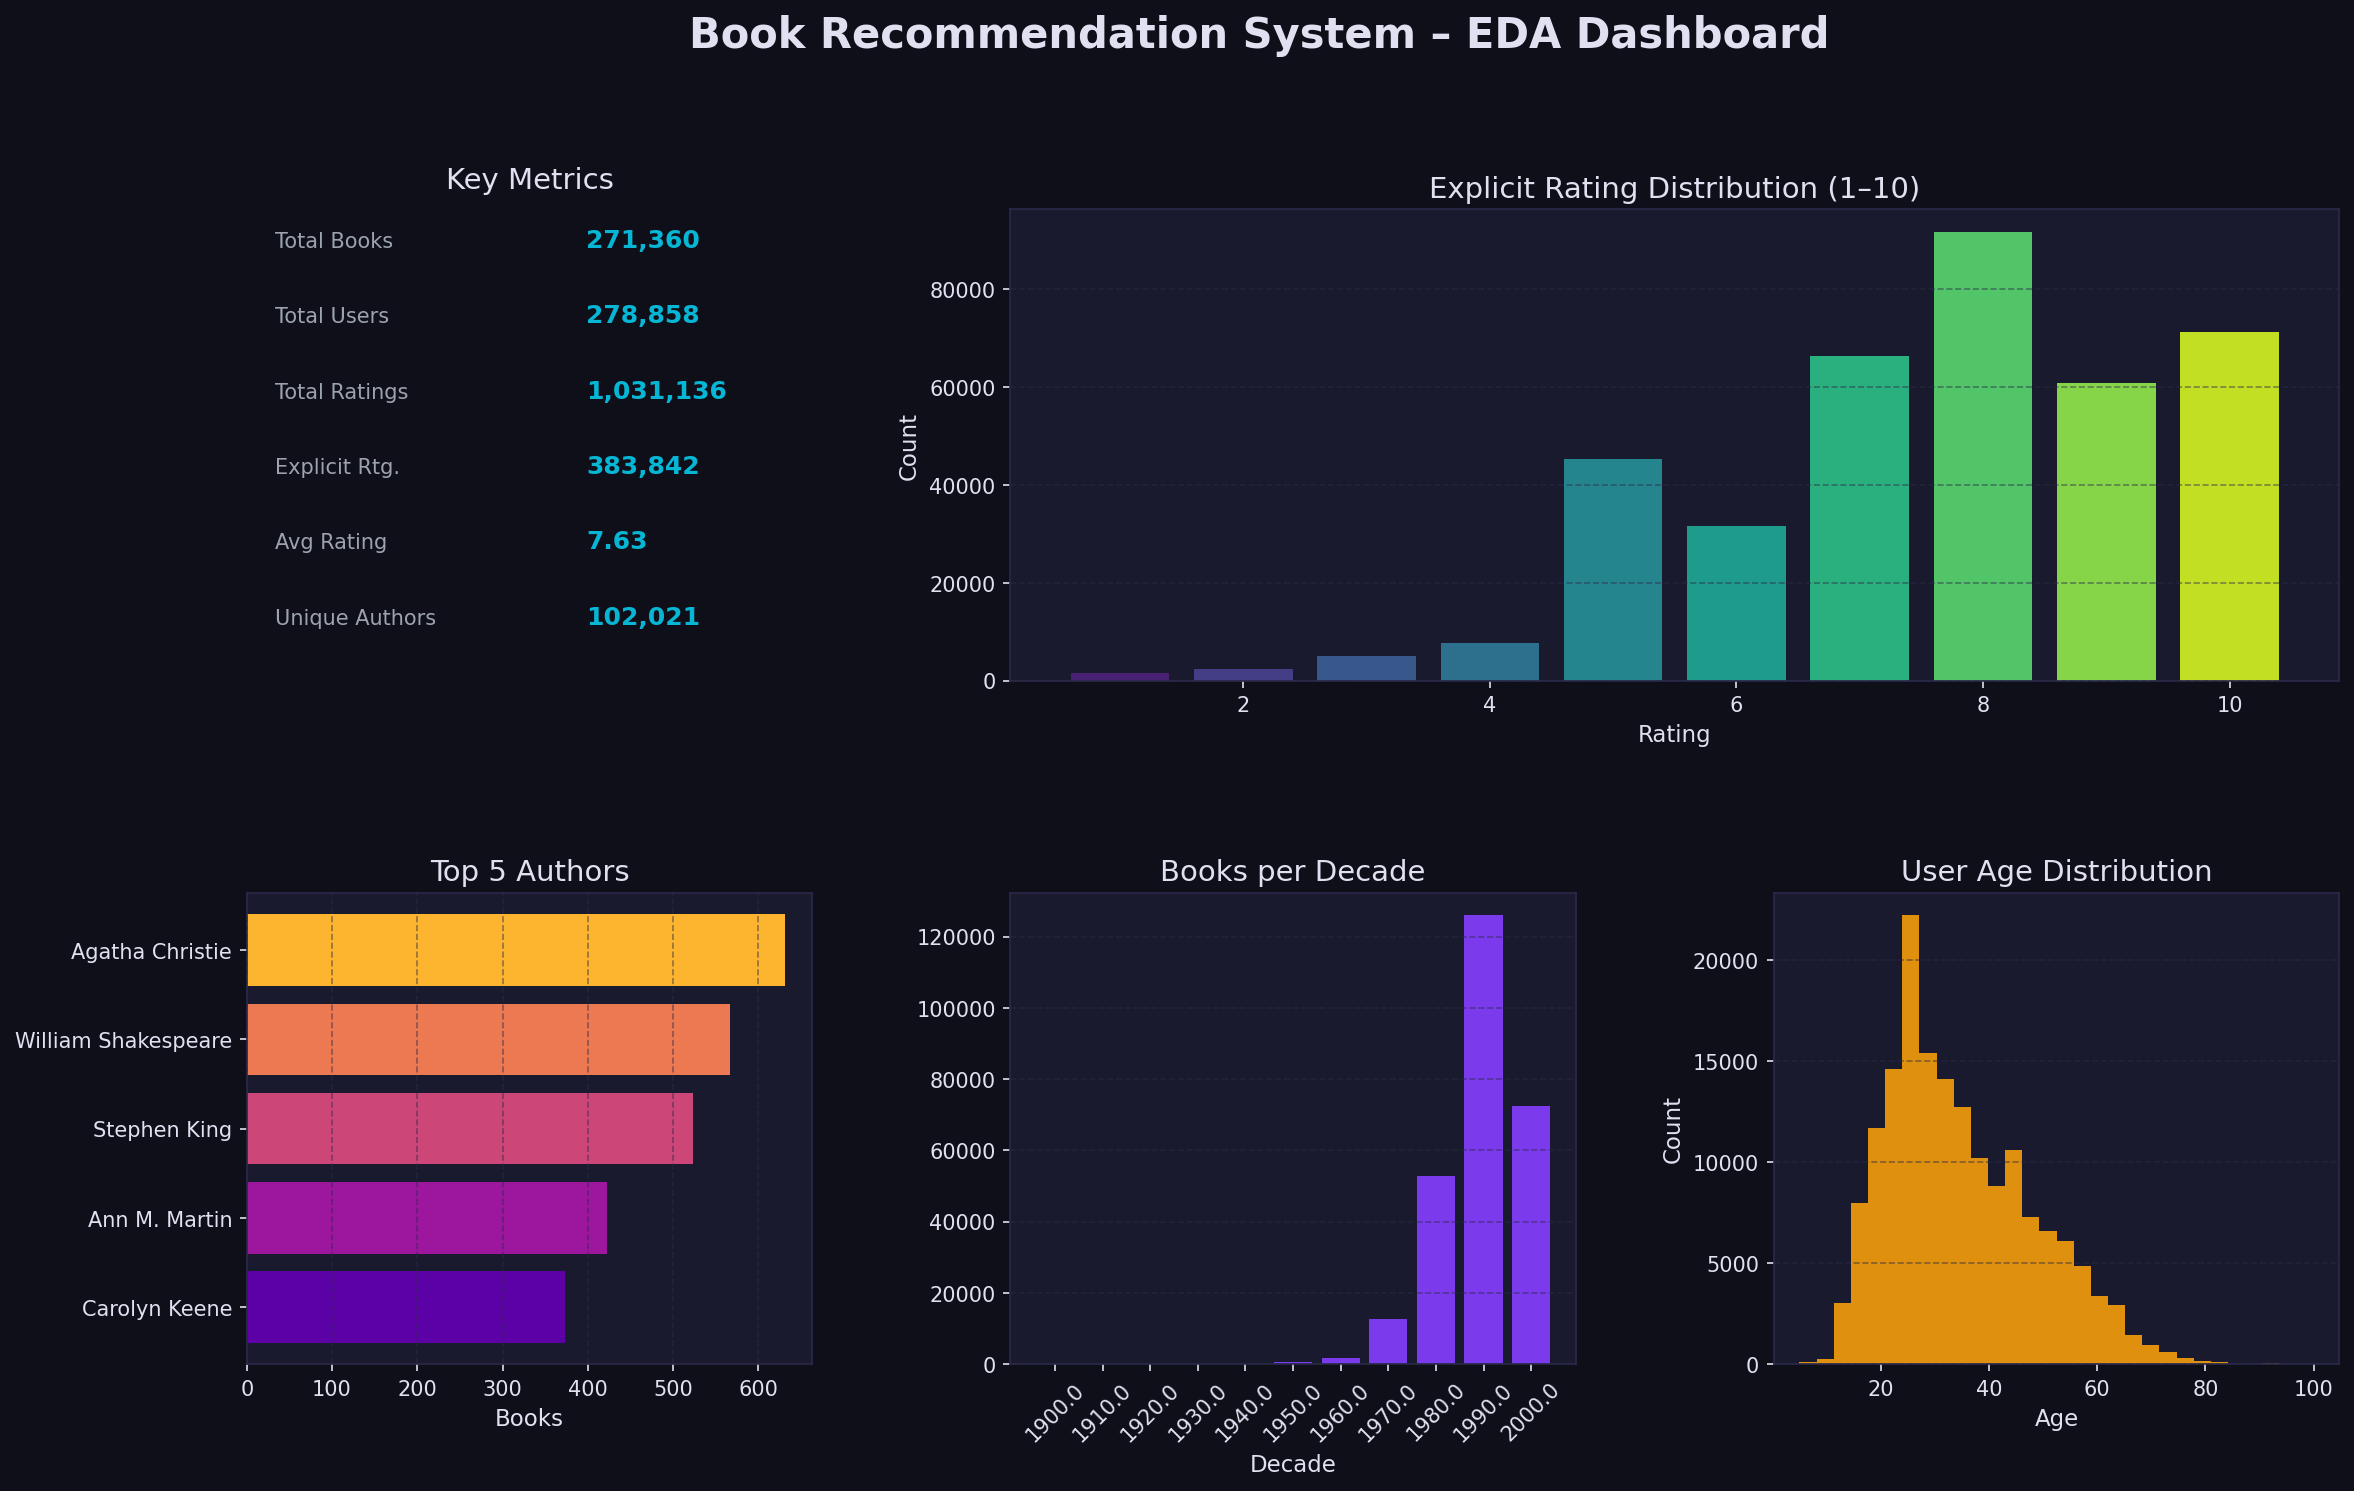 Book Recommendation System – EDA Dashboard
Key Metrics
Total Books 271,360
Total Users 278,858
Total Ratings 1,031,136
Explicit Rtg. 383,842
Avg Rating 7.63
Unique Authors 102,021
Explicit Rating Distribution (1–10)
Count
80000
60000
40000
20000
0
2 4 6 8 10
Rating
Top 5 Authors
Agatha Christie
William Shakespeare
Stephen King
Ann M. Martin
Carolyn Keene
0 100 200 300 400 500 600
Books
Books per Decade
120000
100000
80000
60000
40000
20000
0
1900.0 1910.0 1920.0 1930.0 1940.0 1950.0 1960.0 1970.0 1980.0 1990.0 2000.0
Decade
User Age Distribution
Count
20000
15000
10000
5000
0
20 40 60 80 100
Age